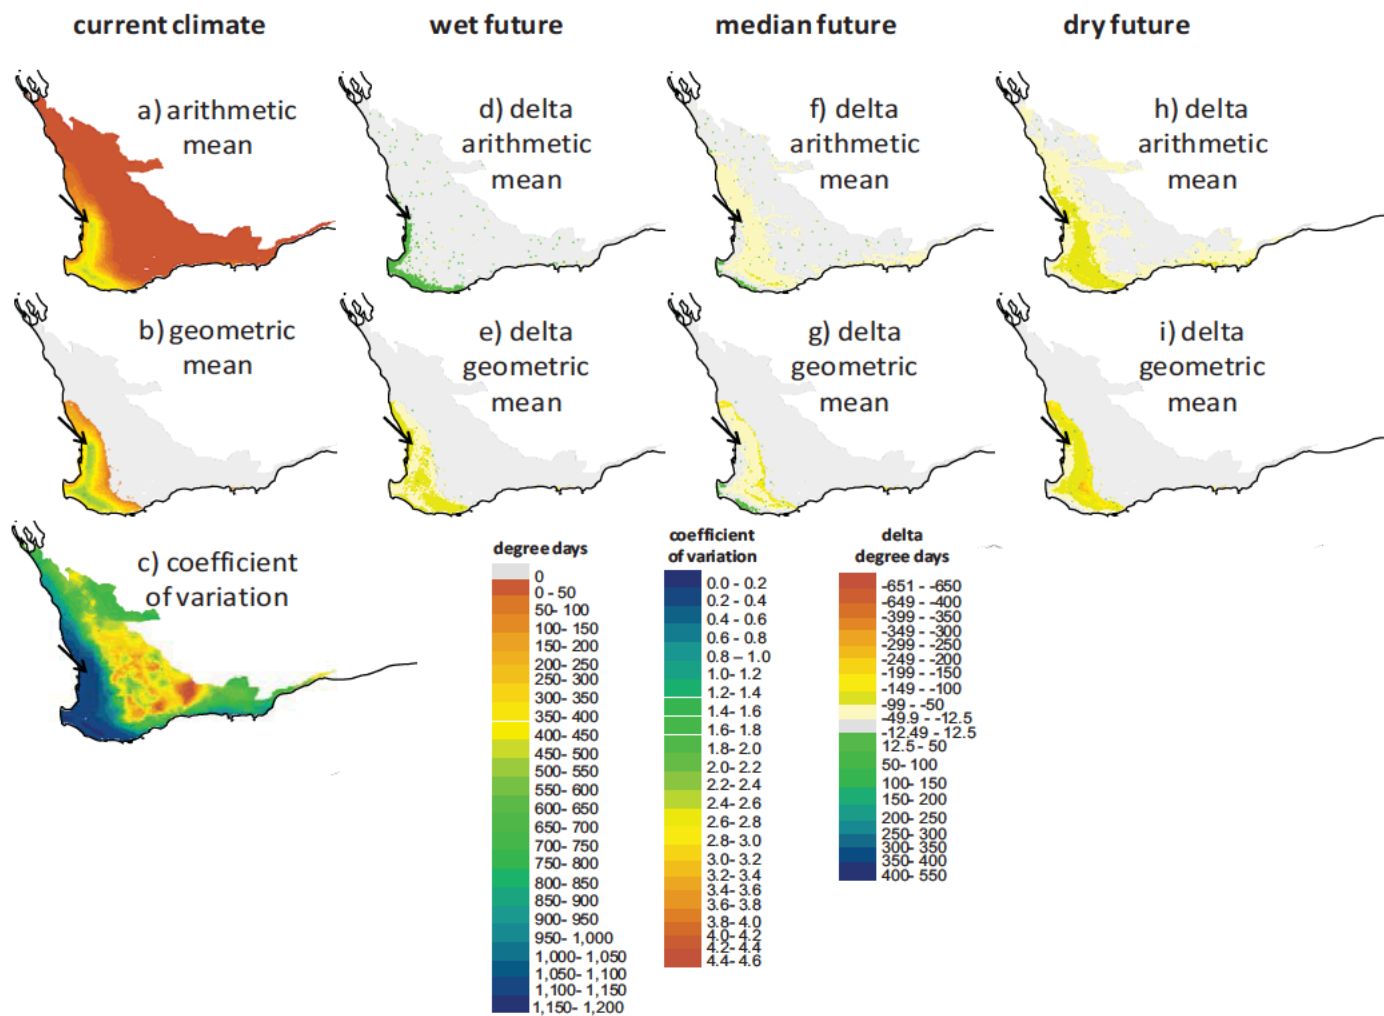 current climate
wet future
median future
dry future
a) arithmetic
mean
d) delta
arithmetic
mean
f) delta
arithmetic
mean
h) delta
arithmetic
mean
b) geometric
mean
e) delta
geometric
mean
g) delta
geometric
mean
i) delta
geometric
mean
c) coefficient
of variation
degree days
0
0 - 50
50- 100
100- 150
150- 200
200- 250
250- 300
300- 350
350- 400
400- 450
450- 500
500- 550
550- 600
600- 650
650- 700
700- 750
750- 800
800- 850
850- 900
900- 950
950- 1,000
1,000- 1,050
1,050- 1,100
1,100- 1,150
1,150- 1,200
coefficient
of variation
0.0 - 0.2
0.2 - 0.4
0.4 - 0.6
0.6 - 0.8
0.8 – 1.0
1.0- 1.2
1.2 - 1.4
1.4 - 1.6
1.6 - 1.8
1.8 - 2.0
2.0 - 2.2
2.2 - 2.4
2.4 - 2.6
2.6 - 2.8
2.8 - 3.0
3.0 - 3.2
3.2 - 3.4
3.4 - 3.6
3.6 - 3.8
3.8 - 4.0
4.0 - 4.2
4.2 - 4.4
4.4 - 4.6
delta
degree days
-651 - -650
-649 - -400
-399 - -350
-349 - -300
-299 - -250
-249 - -200
-199 - -150
-149 - -100
-99 - -50
-49.9 - -12.5
-12.49 - -12.5
12.5 - 50
50- 100
100- 150
150- 200
200- 250
250- 300
300- 350
350- 400
400- 550